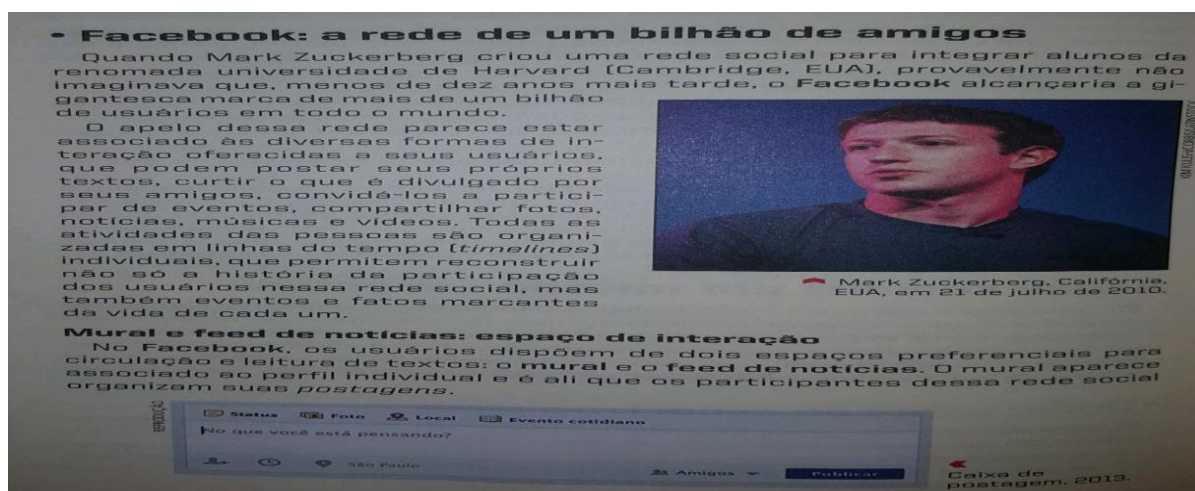 • Facebook: a rede de um bilhão de amigos
Quando Mark Zuckerberg criou uma rede social para integrar alunos da
renomada universidade de Harvard (Cambridge, EUA), provavelmente não
imaginava que, menos de dez anos mais tarde, o Facebook alcançaria a gi-
gantesca marca de mais de um bilhão
de usuários em todo o mundo.
O apelo dessa rede parece estar
associado às diversas formas de in-
teração oferecidas a seus usuários,
que podem postar seus próprios
textos, curtir o que é divulgado por
seus amigos, convidá-los a partici-
par de eventos, compartilhar fotos,
notícias, músicas e vídeos. Todas as
atividades das pessoas são organi-
zadas em linhas do tempo (timelines)
individuais, que permitem reconstruir
não só a história da participação
dos usuários nessa rede social, mas
também eventos e fatos marcantes
da vida de cada um.
Mark Zuckerberg, Califórnia,
EUA, em 21 de julho de 2010.
Mural e feed de notícias: espaço de interação
No Facebook, os usuários dispõem de dois espaços preferenciais para
circulação e leitura de textos: o mural e o feed de notícias. O mural aparece
associado ao perfil individual e é ali que os participantes dessa rede social
organizam suas postagens.
REPRODUÇÃO
Status Foto Local Evento cotidiano
No que você está pensando?
São Paulo Amigos Publicar
Caixa de
postagem, 2013.